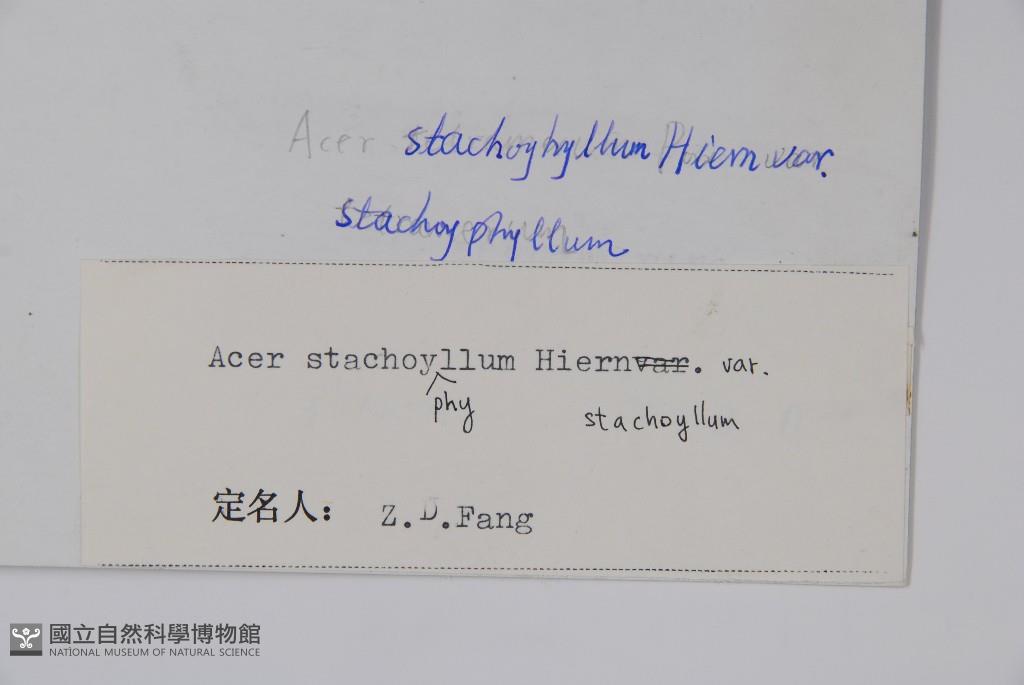 Acer stachoyhyllum Hiern var.
stachoyphyllum
Acer stachoyllum Hiernvar. var.
phy
stachoyllum
定名人： Z.D.Fang
國立自然科學博物館
NATIONAL MUSEUM OF NATURAL SCIENCE